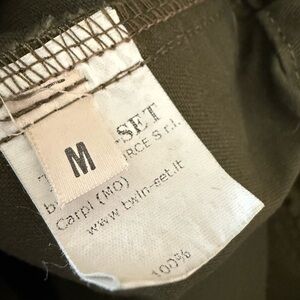 M
-SET
b
RCE S.r.l.
Carpi (MO)
www.twin-set.it
100%